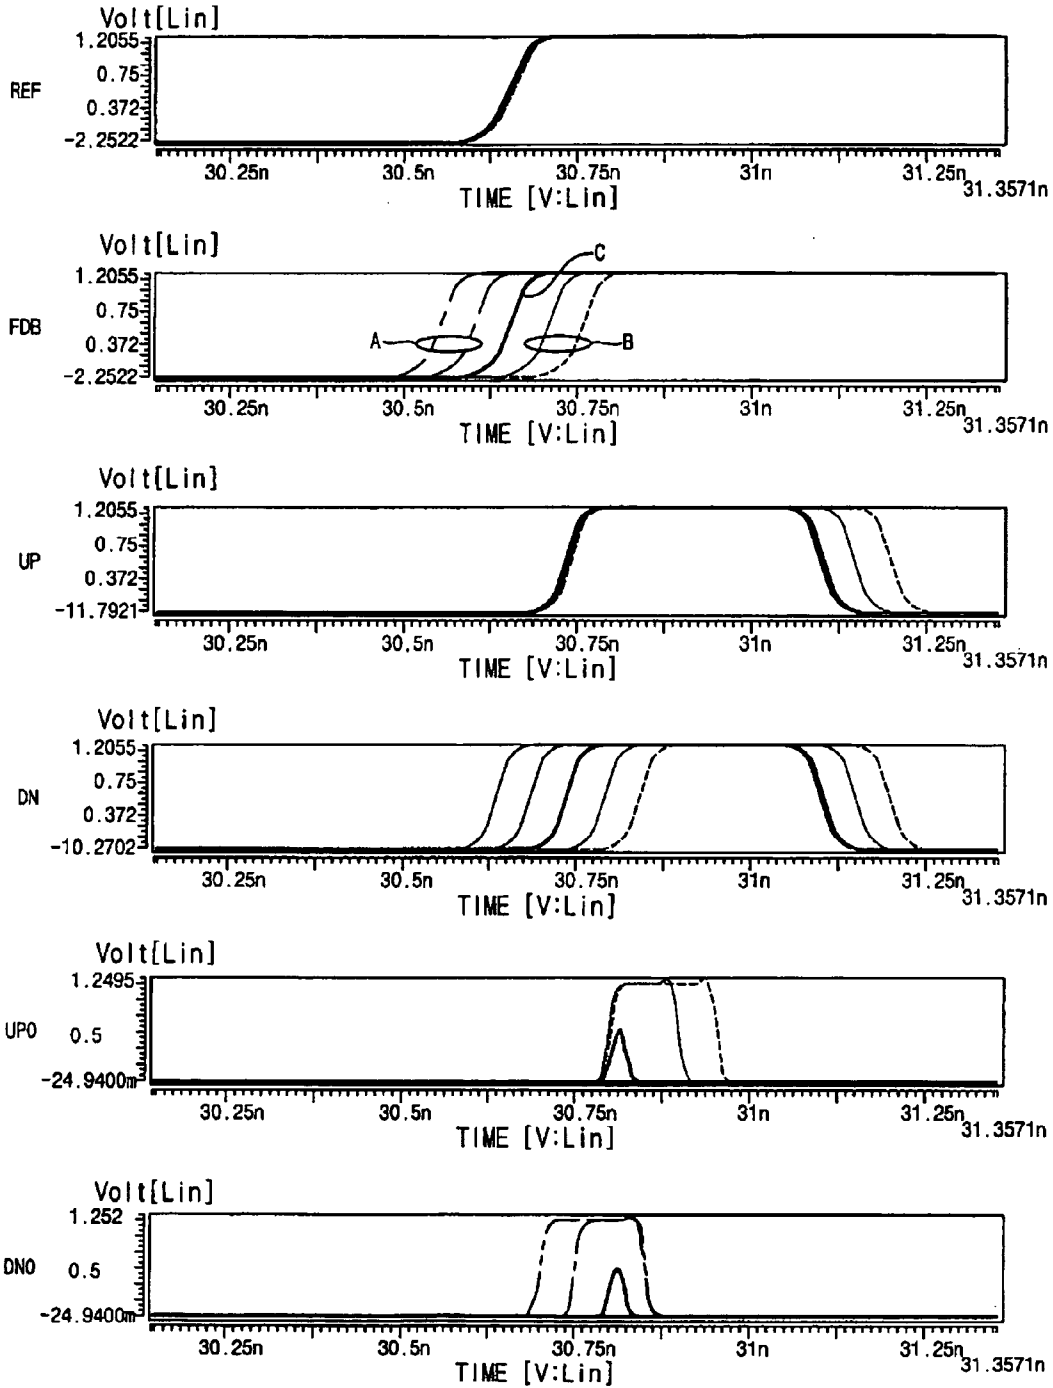 Volt[Lin]
REF
1.2055
0.75
0.372
-2.2522
30.25n 30.5n 30.75n 31n 31.25n 31.3571n
TIME [V:Lin]
Volt[Lin]
FDB
1.2055
0.75
0.372
-2.2522
A
B
C
30.25n 30.5n 30.75n 31n 31.25n 31.3571n
TIME [V:Lin]
Volt[Lin]
UP
1.2055
0.75
0.372
-11.7921
30.25n 30.5n 30.75n 31n 31.25n 31.3571n
TIME [V:Lin]
Volt[Lin]
DN
1.2055
0.75
0.372
-10.2702
30.25n 30.5n 30.75n 31n 31.25n 31.3571n
TIME [V:Lin]
Volt[Lin]
UPO
1.2495
0.5
-24.9400m
30.25n 30.5n 30.75n 31n 31.25n 31.3571n
TIME [V:Lin]
Volt[Lin]
DNO
1.252
0.5
-24.9400m
30.25n 30.5n 30.75n 31n 31.25n 31.3571n
TIME [V:Lin]